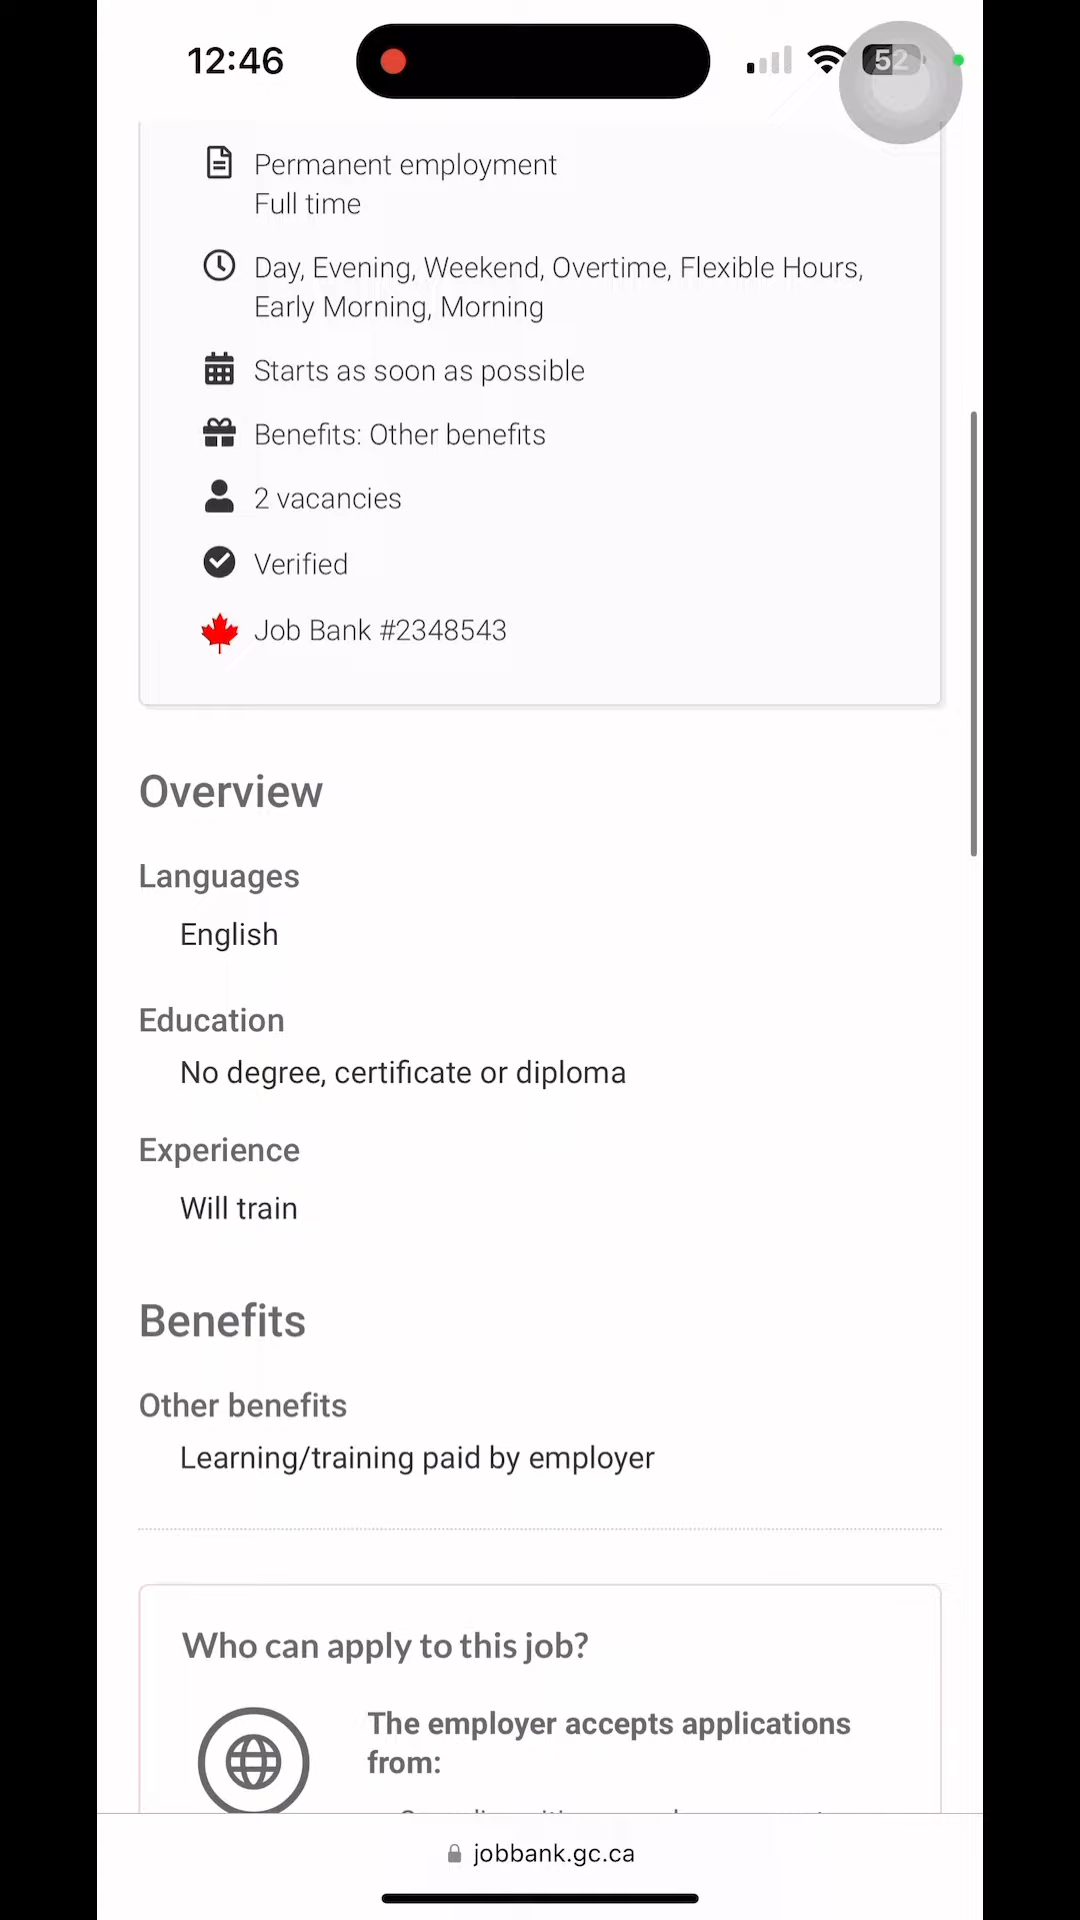 12:46
52
Permanent employment
Full time
Day, Evening, Weekend, Overtime, Flexible Hours,
Early Morning, Morning
Starts as soon as possible
Benefits: Other benefits
2 vacancies
Verified
Job Bank #2348543
Overview
Languages
English
Education
No degree, certificate or diploma
Experience
Will train
Benefits
Other benefits
Learning/training paid by employer
Who can apply to this job?
The employer accepts applications
from:
jobbank.gc.ca